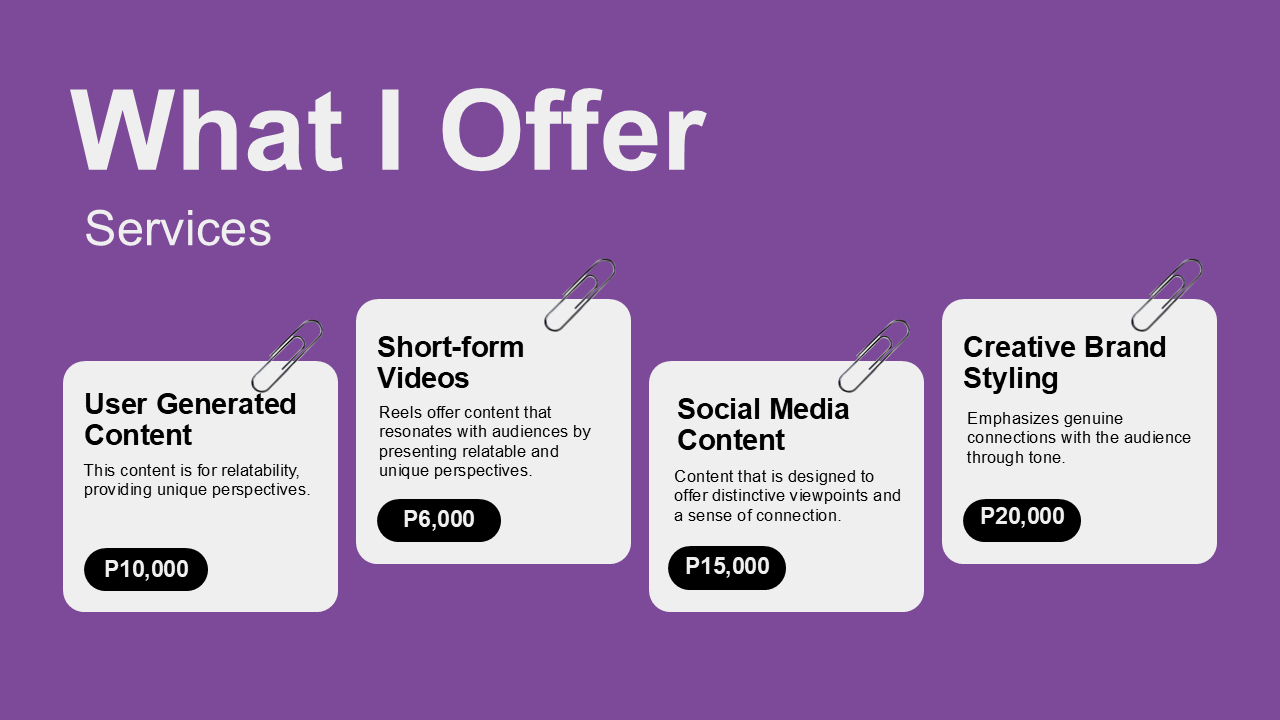 What I Offer
Services
User Generated
Content
This content is for relatability,
providing unique perspectives.
P10,000
Short-form
Videos
Reels offer content that
resonates with audiences by
presenting relatable and
unique perspectives.
P6,000
Social Media
Content
Content that is designed to
offer distinctive viewpoints and
a sense of connection.
P15,000
Creative Brand
Styling
Emphasizes genuine
connections with the audience
through tone.
P20,000